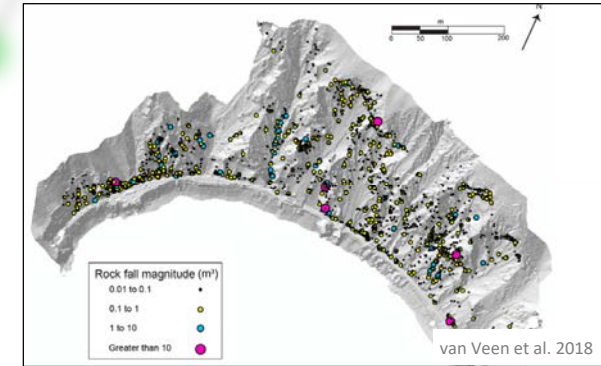 N
m
0 50 100 200
Rock fall magnitude (m³)
0.01 to 0.1
0.1 to 1
1 to 10
Greater than 10
van Veen et al. 2018